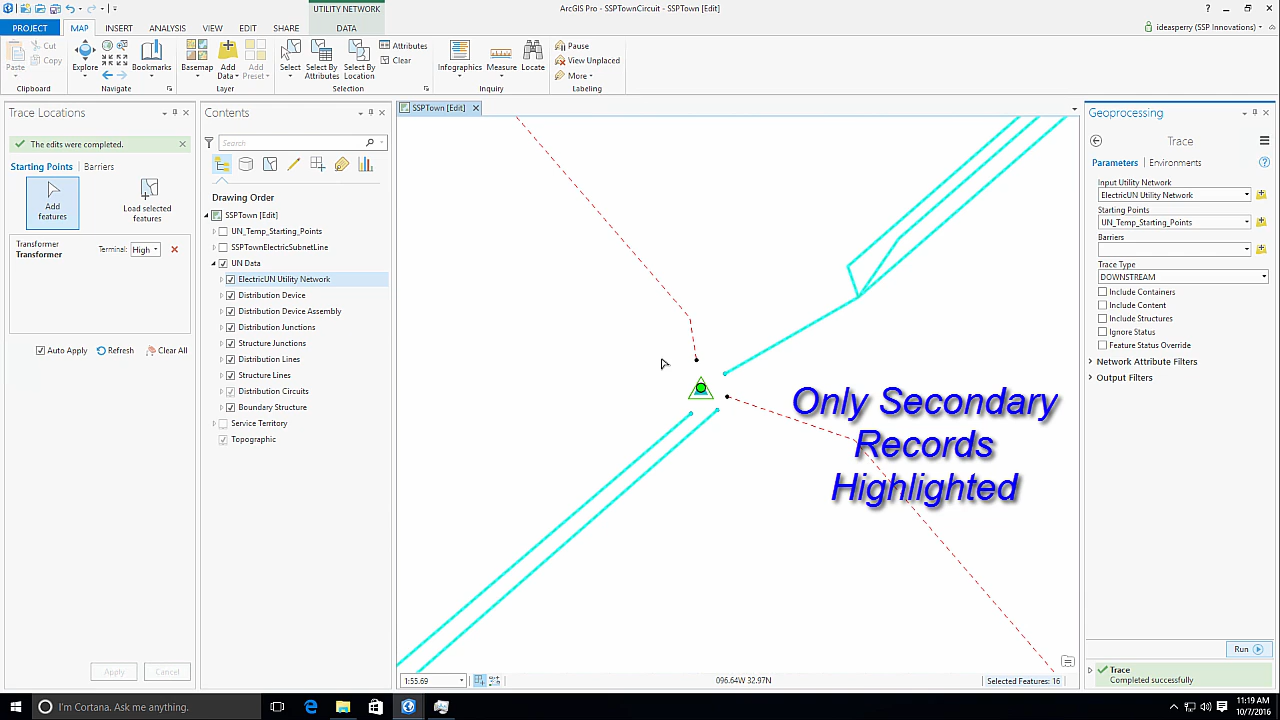 UTILITY NETWORK
ArcGIS Pro - SSPTownCircuit - SSPTown [Edit]
PROJECT MAP INSERT ANALYSIS VIEW EDIT SHARE DATA
ideasperry (SSP Innovations)
Paste
Cut
Copy
Clipboard
Explore
Bookmarks
Navigate
Basemap
Add Data
Add Preset
Layer
Select
Select By Attributes
Select By Location
Attributes
Clear
Selection
Infographics
Measure
Locate
Inquiry
Pause
View Unplaced
More
Labeling
Trace Locations
The edits were completed.
Starting Points Barriers
Add features
Load selected features
Transformer
Transformer
Terminal: High
Auto Apply Refresh Clear All
Apply Cancel
Contents
Search
Drawing Order
SSPTown [Edit]
UN_Temp_Starting_Points
SSPTownElectricSubnetLine
UN Data
ElectricUN Utility Network
Distribution Device
Distribution Device Assembly
Distribution Junctions
Structure Junctions
Distribution Lines
Structure Lines
Distribution Circuits
Boundary Structure
Service Territory
Topographic
SSPTown [Edit]
Only Secondary
Records
Highlighted
1:55.69
096.64W 32.97N
Selected Features: 16
Geoprocessing
Trace
Parameters Environments
Input Utility Network
ElectricUN Utility Network
Starting Points
UN_Temp_Starting_Points
Barriers
Trace Type
DOWNSTREAM
Include Containers
Include Content
Include Structures
Ignore Status
Feature Status Override
Network Attribute Filters
Output Filters
Run
Trace
Completed successfully
I'm Cortana. Ask me anything.
11:19 AM
10/7/2016